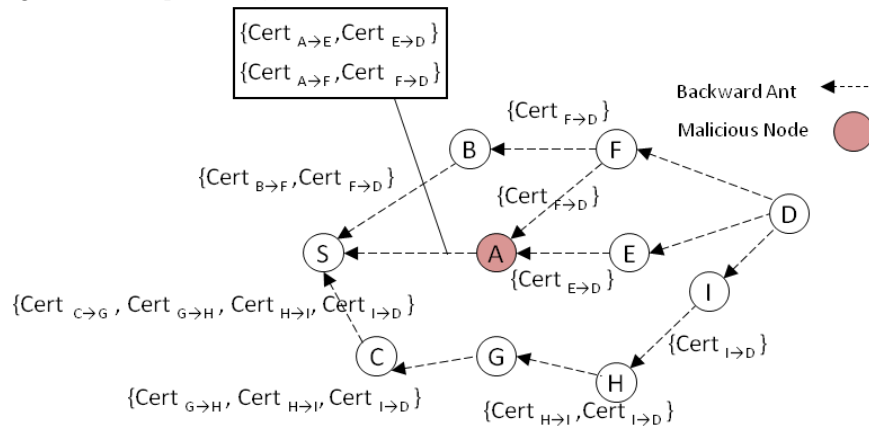 {Cert A→E,Cert E→D}
{Cert A→F,Cert F→D}
Backward Ant
Malicious Node
{Cert F→D}
B
F
{Cert B→F,Cert F→D}
{Cert F→D}
D
S
A
E
{Cert E→D}
I
{Cert C→G , Cert G→H , Cert H→I, Cert I→D}
{Cert I→D}
C
G
H
{Cert G→H, Cert H→I, Cert I→D}
{Cert H→I,Cert I→D}